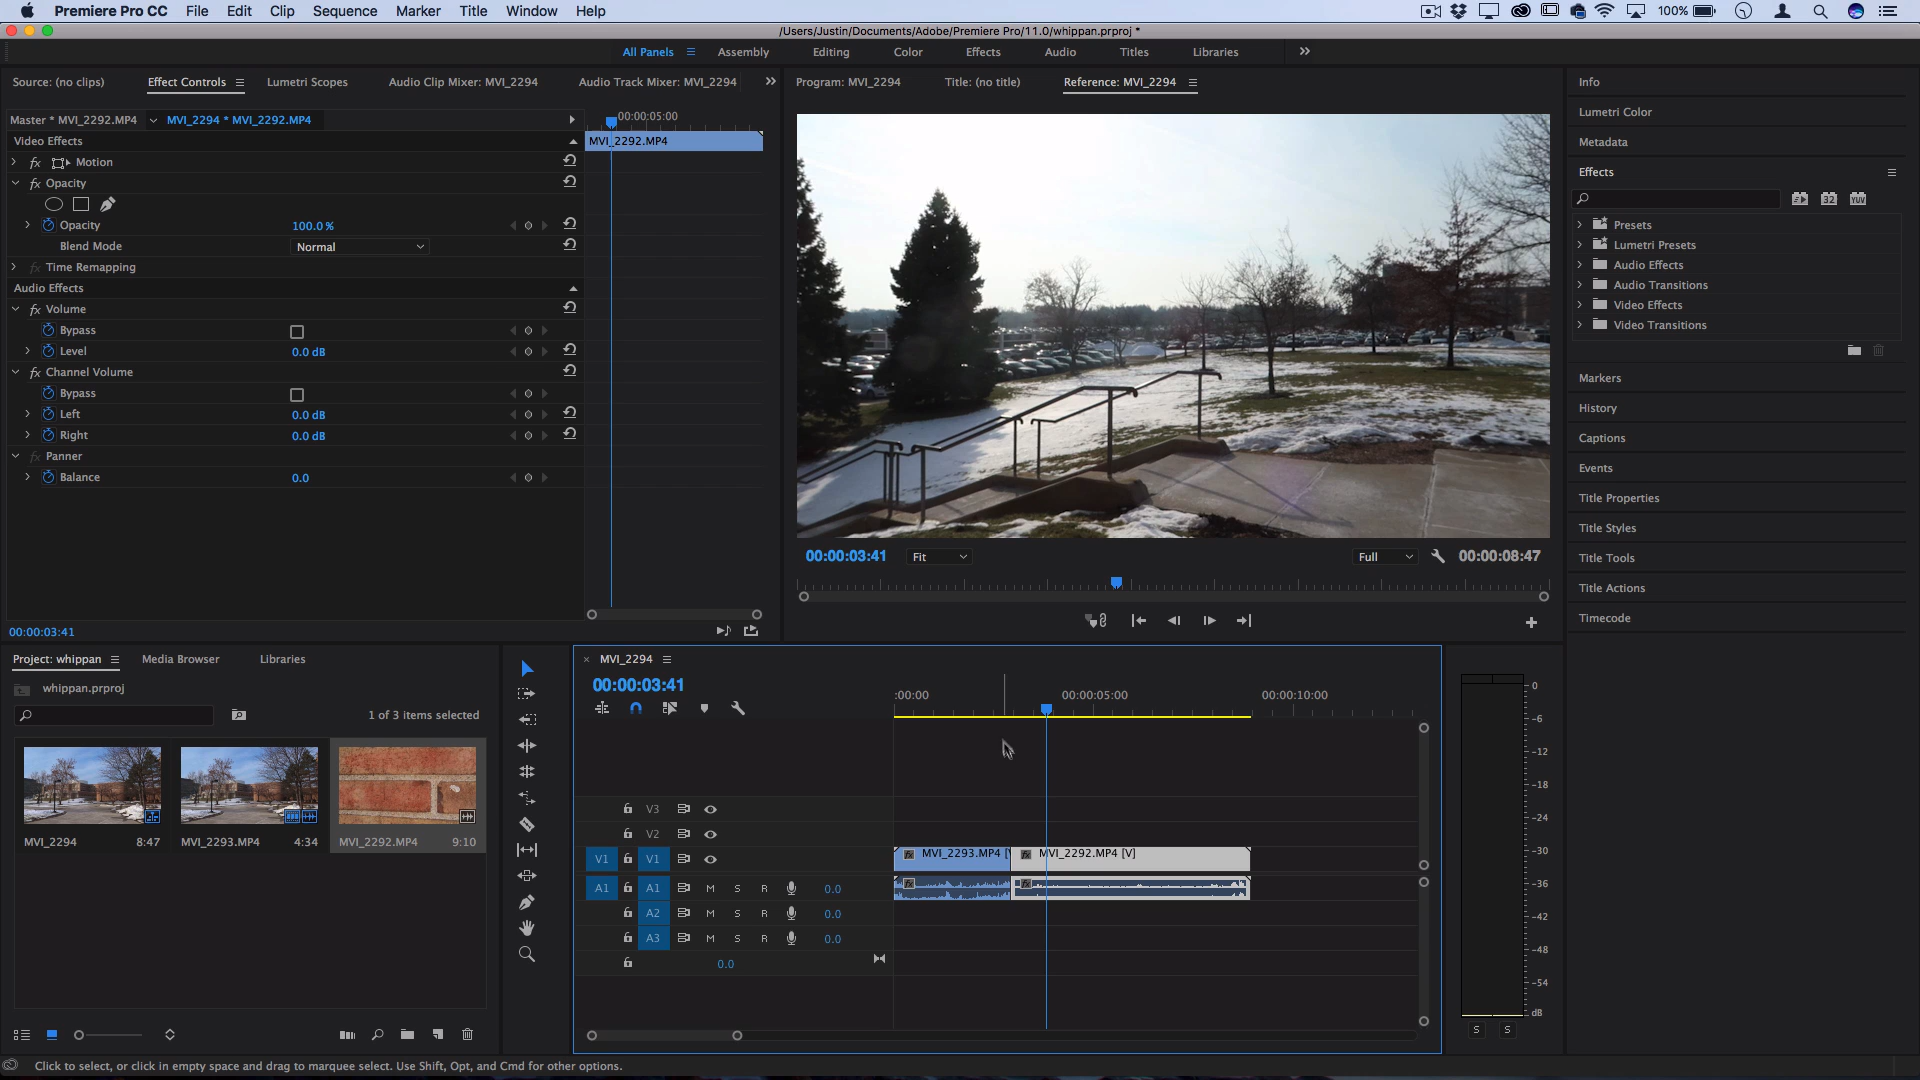 Premiere Pro CC File Edit Clip Sequence Marker Title Window Help 100%
/Users/Justin/Documents/Adobe/Premiere Pro/11.0/whippan.prproj *
All Panels Assembly Editing Color Effects Audio Titles Libraries
Source: (no clips) Effect Controls Lumetri Scopes Audio Clip Mixer: MVI_2294 Audio Track Mixer: MVI_2294
Master * MVI_2292.MP4 MVI_2294 * MVI_2292.MP4
00:00:05:00
Video Effects
MVI_2292.MP4
fx Motion
fx Opacity
Opacity 100.0 %
Blend Mode Normal
fx Time Remapping
Audio Effects
fx Volume
Bypass
Level 0.0 dB
fx Channel Volume
Bypass
Left 0.0 dB
Right 0.0 dB
fx Panner
Balance 0.0
00:00:03:41
Program: MVI_2294 Title: (no title) Reference: MVI_2294
00:00:03:41 Fit Full 00:00:08:47
Info
Lumetri Color
Metadata
Effects
32 YUV
Presets
Lumetri Presets
Audio Effects
Audio Transitions
Video Effects
Video Transitions
Markers
History
Captions
Events
Title Properties
Title Styles
Title Tools
Title Actions
Timecode
Project: whippan Media Browser Libraries
whippan.prproj
1 of 3 items selected
MVI_2294 8:47
MVI_2293.MP4 4:34
MVI_2292.MP4 9:10
× MVI_2294
00:00:03:41
:00:00 00:00:05:00 00:00:10:00
V3
V2
V1 V1
MVI_2293.MP4 [V MVI_2292.MP4 [V]
A1 A1 M S R 0.0
A2 M S R 0.0
A3 M S R 0.0
0.0
0
-6
-12
-18
-24
-30
-36
-42
-48
-54
dB
S S
Click to select, or click in empty space and drag to marquee select. Use Shift, Opt, and Cmd for other options.